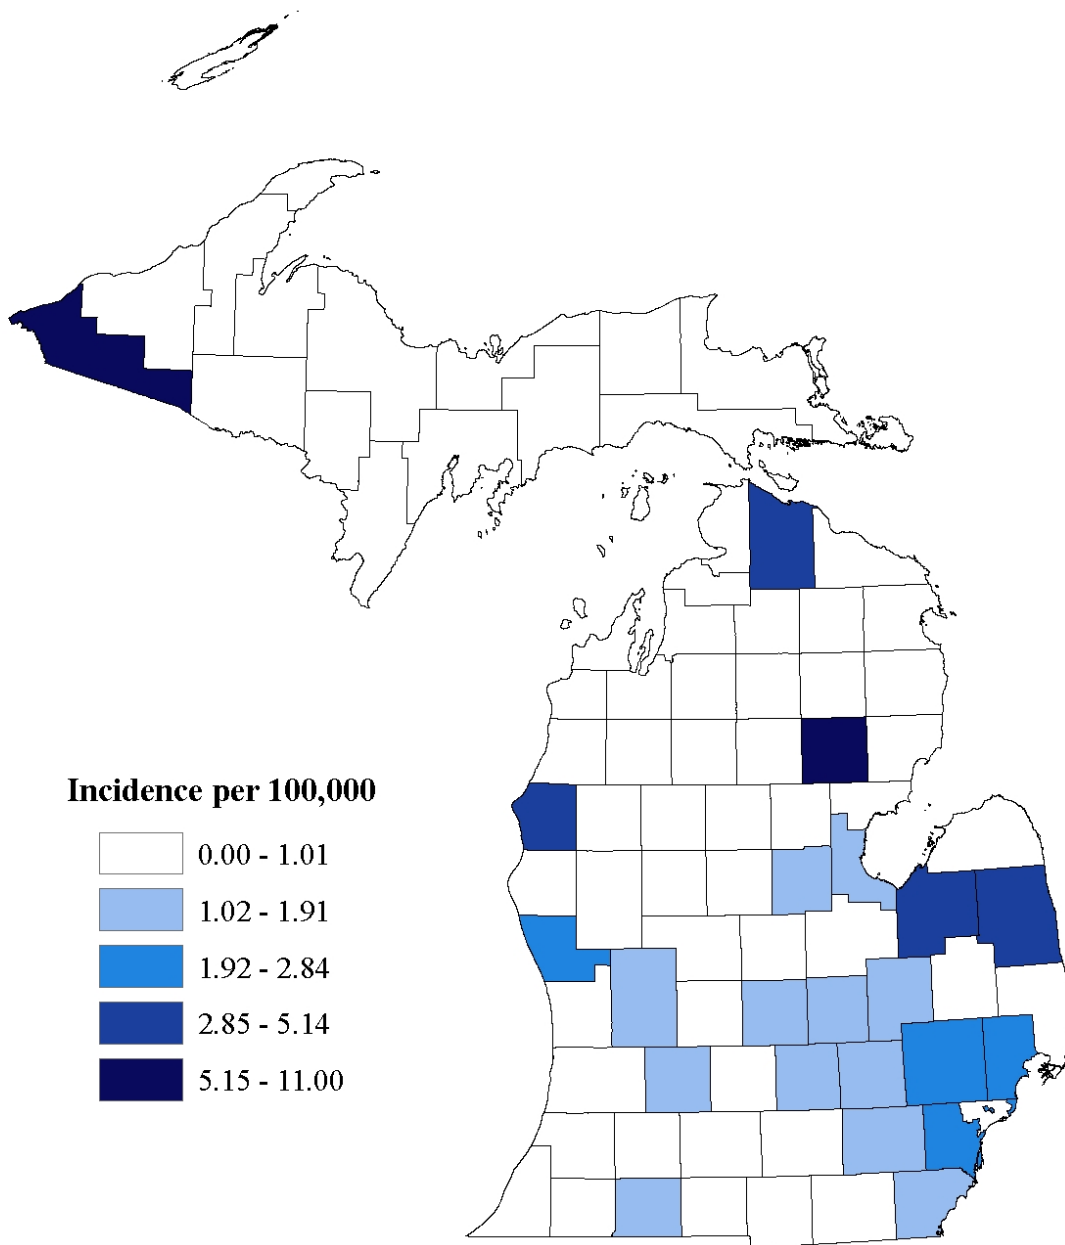 Incidence per 100,000
0.00 - 1.01
1.02 - 1.91
1.92 - 2.84
2.85 - 5.14
5.15 - 11.00